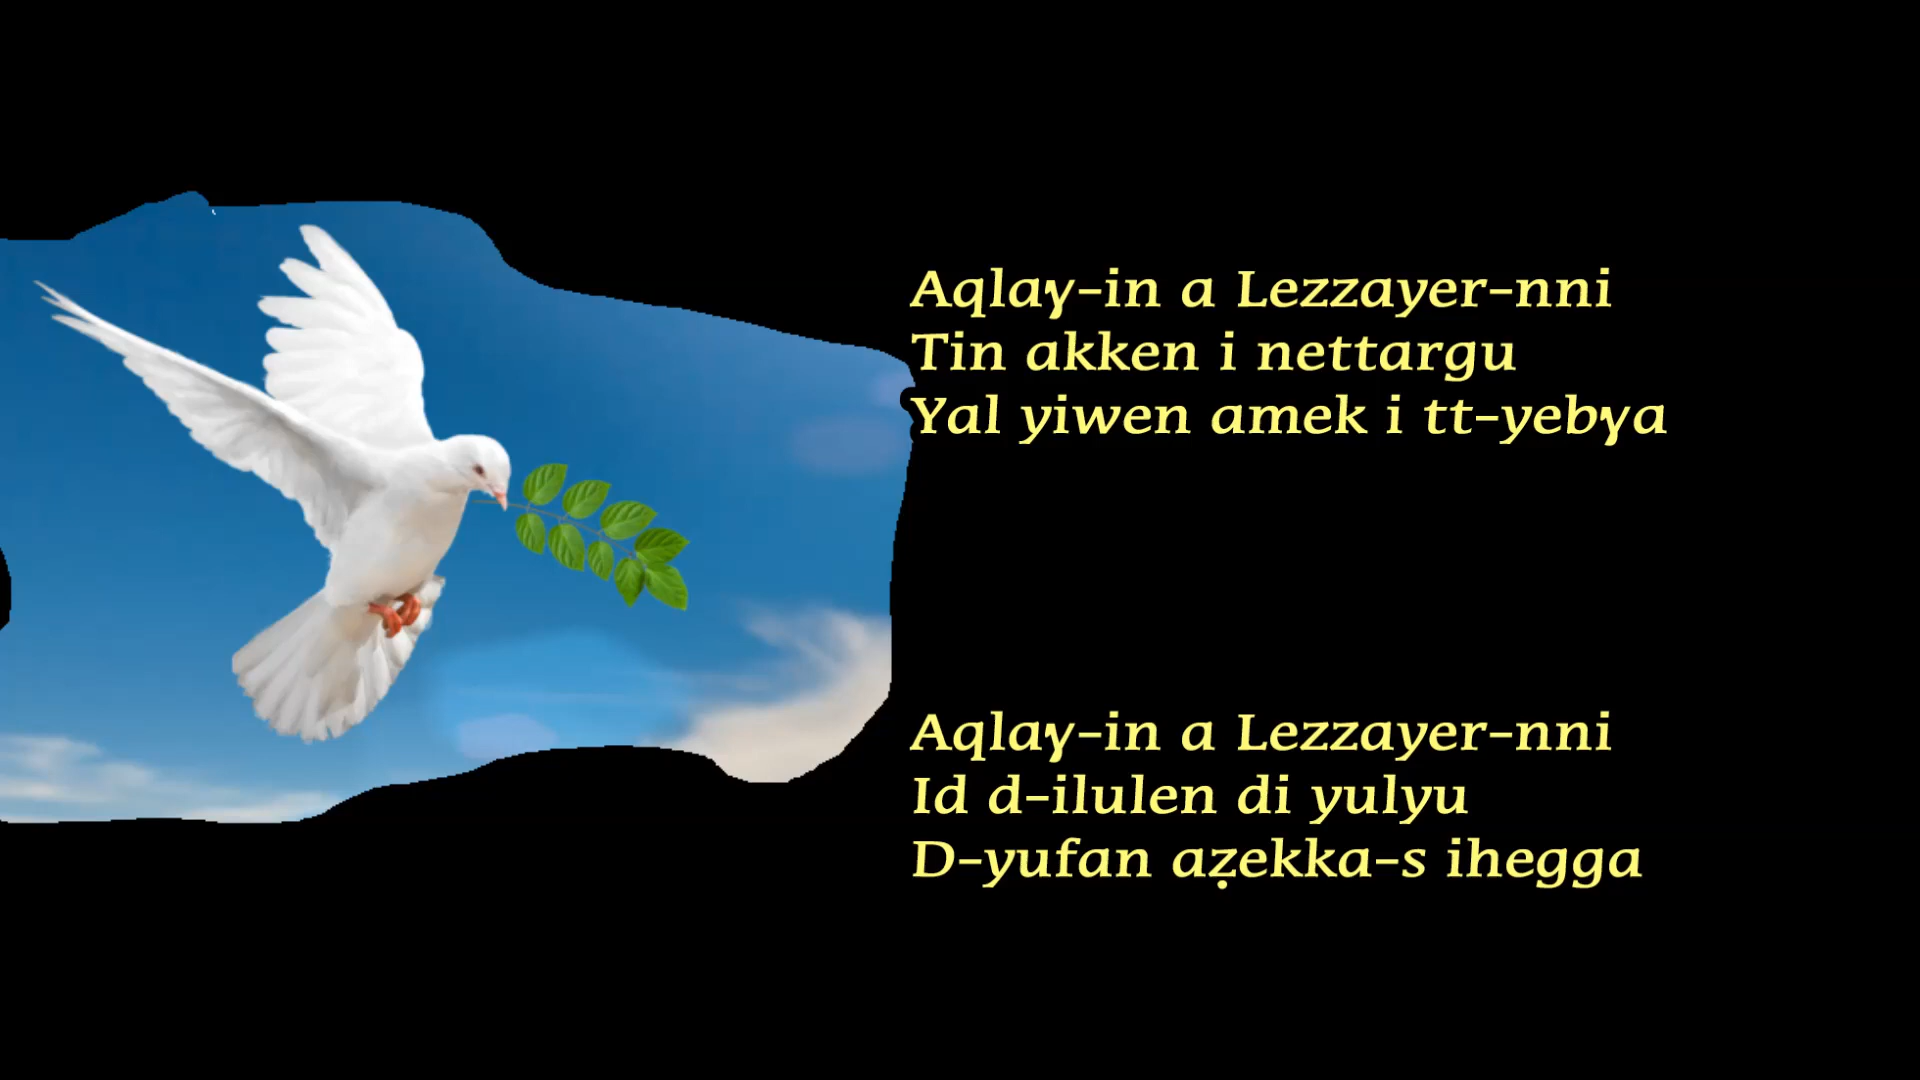 Aqlaɣ-in a Lezzayer-nni
Tin akken i nettargu
Yal yiwen amek i tt-yebɣa
Aqlaɣ-in a Lezzayer-nni
Id d-ilulen di yulyu
D-yufan aẓekka-s ihegga